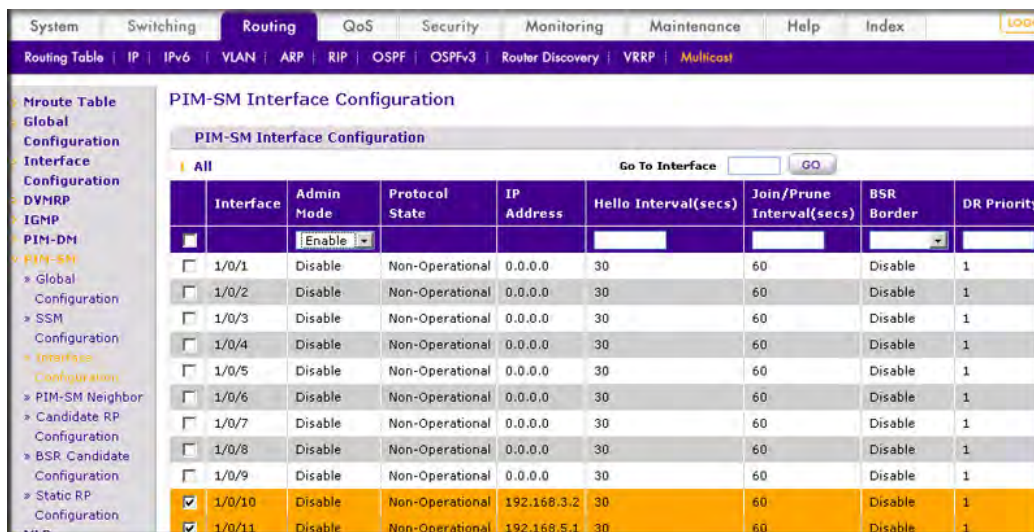 System Switching Routing QoS Security Monitoring Maintenance Help Index
Routing Table | IP | IPv6 | VLAN | ARP | RIP | OSPF | OSPFv3 | Router Discovery | VRRP | Multicast
Mroute Table
Global
Configuration
Interface
Configuration
DVMRP
IGMP
PIM-DM
PIM-SM
» Global
Configuration
» SSM
Configuration
» Interface
Configuration
» PIM-SM Neighbor
» Candidate RP
Configuration
» BSR Candidate
Configuration
» Static RP
Configuration
PIM-SM Interface Configuration
PIM-SM Interface Configuration
All Go To Interface GO
Interface Admin Mode Protocol State IP Address Hello Interval(secs) Join/Prune Interval(secs) BSR Border DR Priority
Enable
1/0/1 Disable Non-Operational 0.0.0.0 30 60 Disable 1
1/0/2 Disable Non-Operational 0.0.0.0 30 60 Disable 1
1/0/3 Disable Non-Operational 0.0.0.0 30 60 Disable 1
1/0/4 Disable Non-Operational 0.0.0.0 30 60 Disable 1
1/0/5 Disable Non-Operational 0.0.0.0 30 60 Disable 1
1/0/6 Disable Non-Operational 0.0.0.0 30 60 Disable 1
1/0/7 Disable Non-Operational 0.0.0.0 30 60 Disable 1
1/0/8 Disable Non-Operational 0.0.0.0 30 60 Disable 1
1/0/9 Disable Non-Operational 0.0.0.0 30 60 Disable 1
1/0/10 Disable Non-Operational 192.168.3.2 30 60 Disable 1
1/0/11 Disable Non-Operational 192.168.5.1 30 60 Disable 1